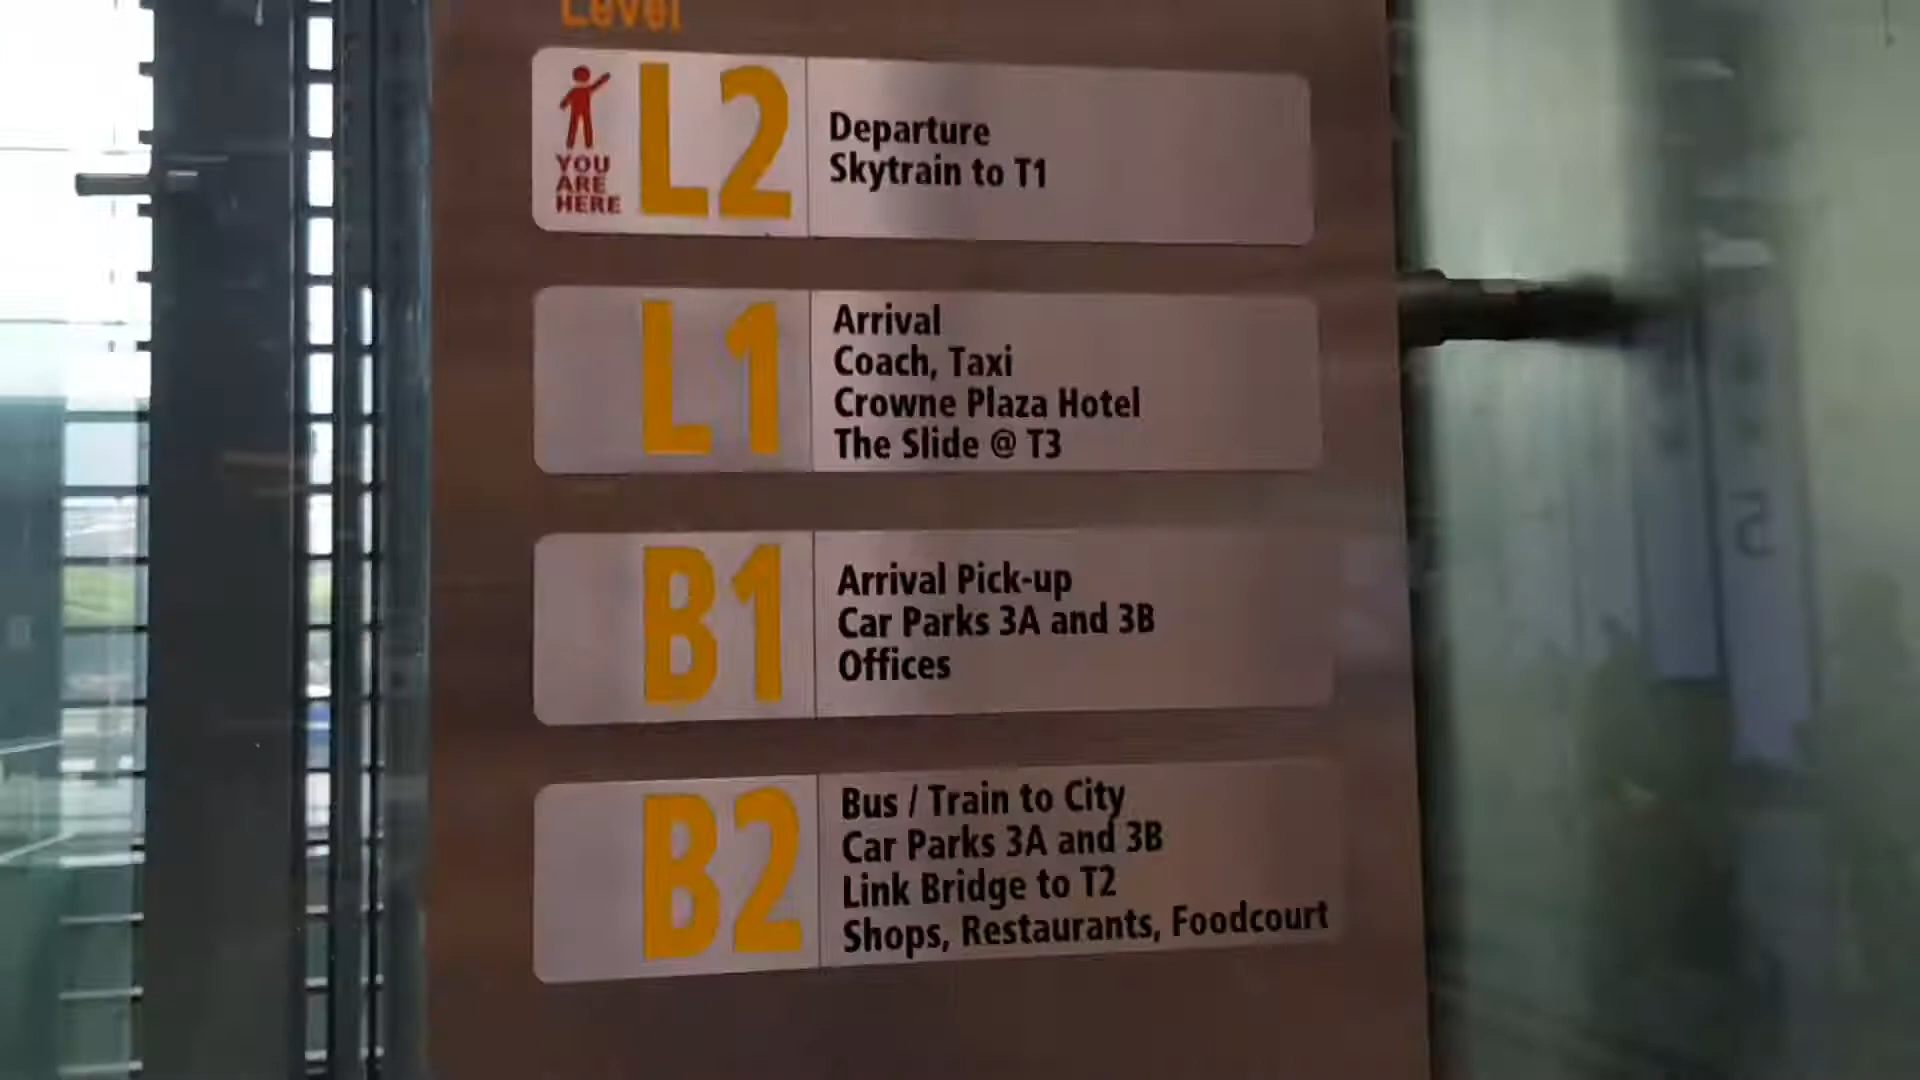 Level
YOU
ARE
HERE
L2
Departure
Skytrain to T1
L1
Arrival
Coach, Taxi
Crowne Plaza Hotel
The Slide @ T3
B1
Arrival Pick-up
Car Parks 3A and 3B
Offices
B2
Bus / Train to City
Car Parks 3A and 3B
Link Bridge to T2
Shops, Restaurants, Foodcourt
5